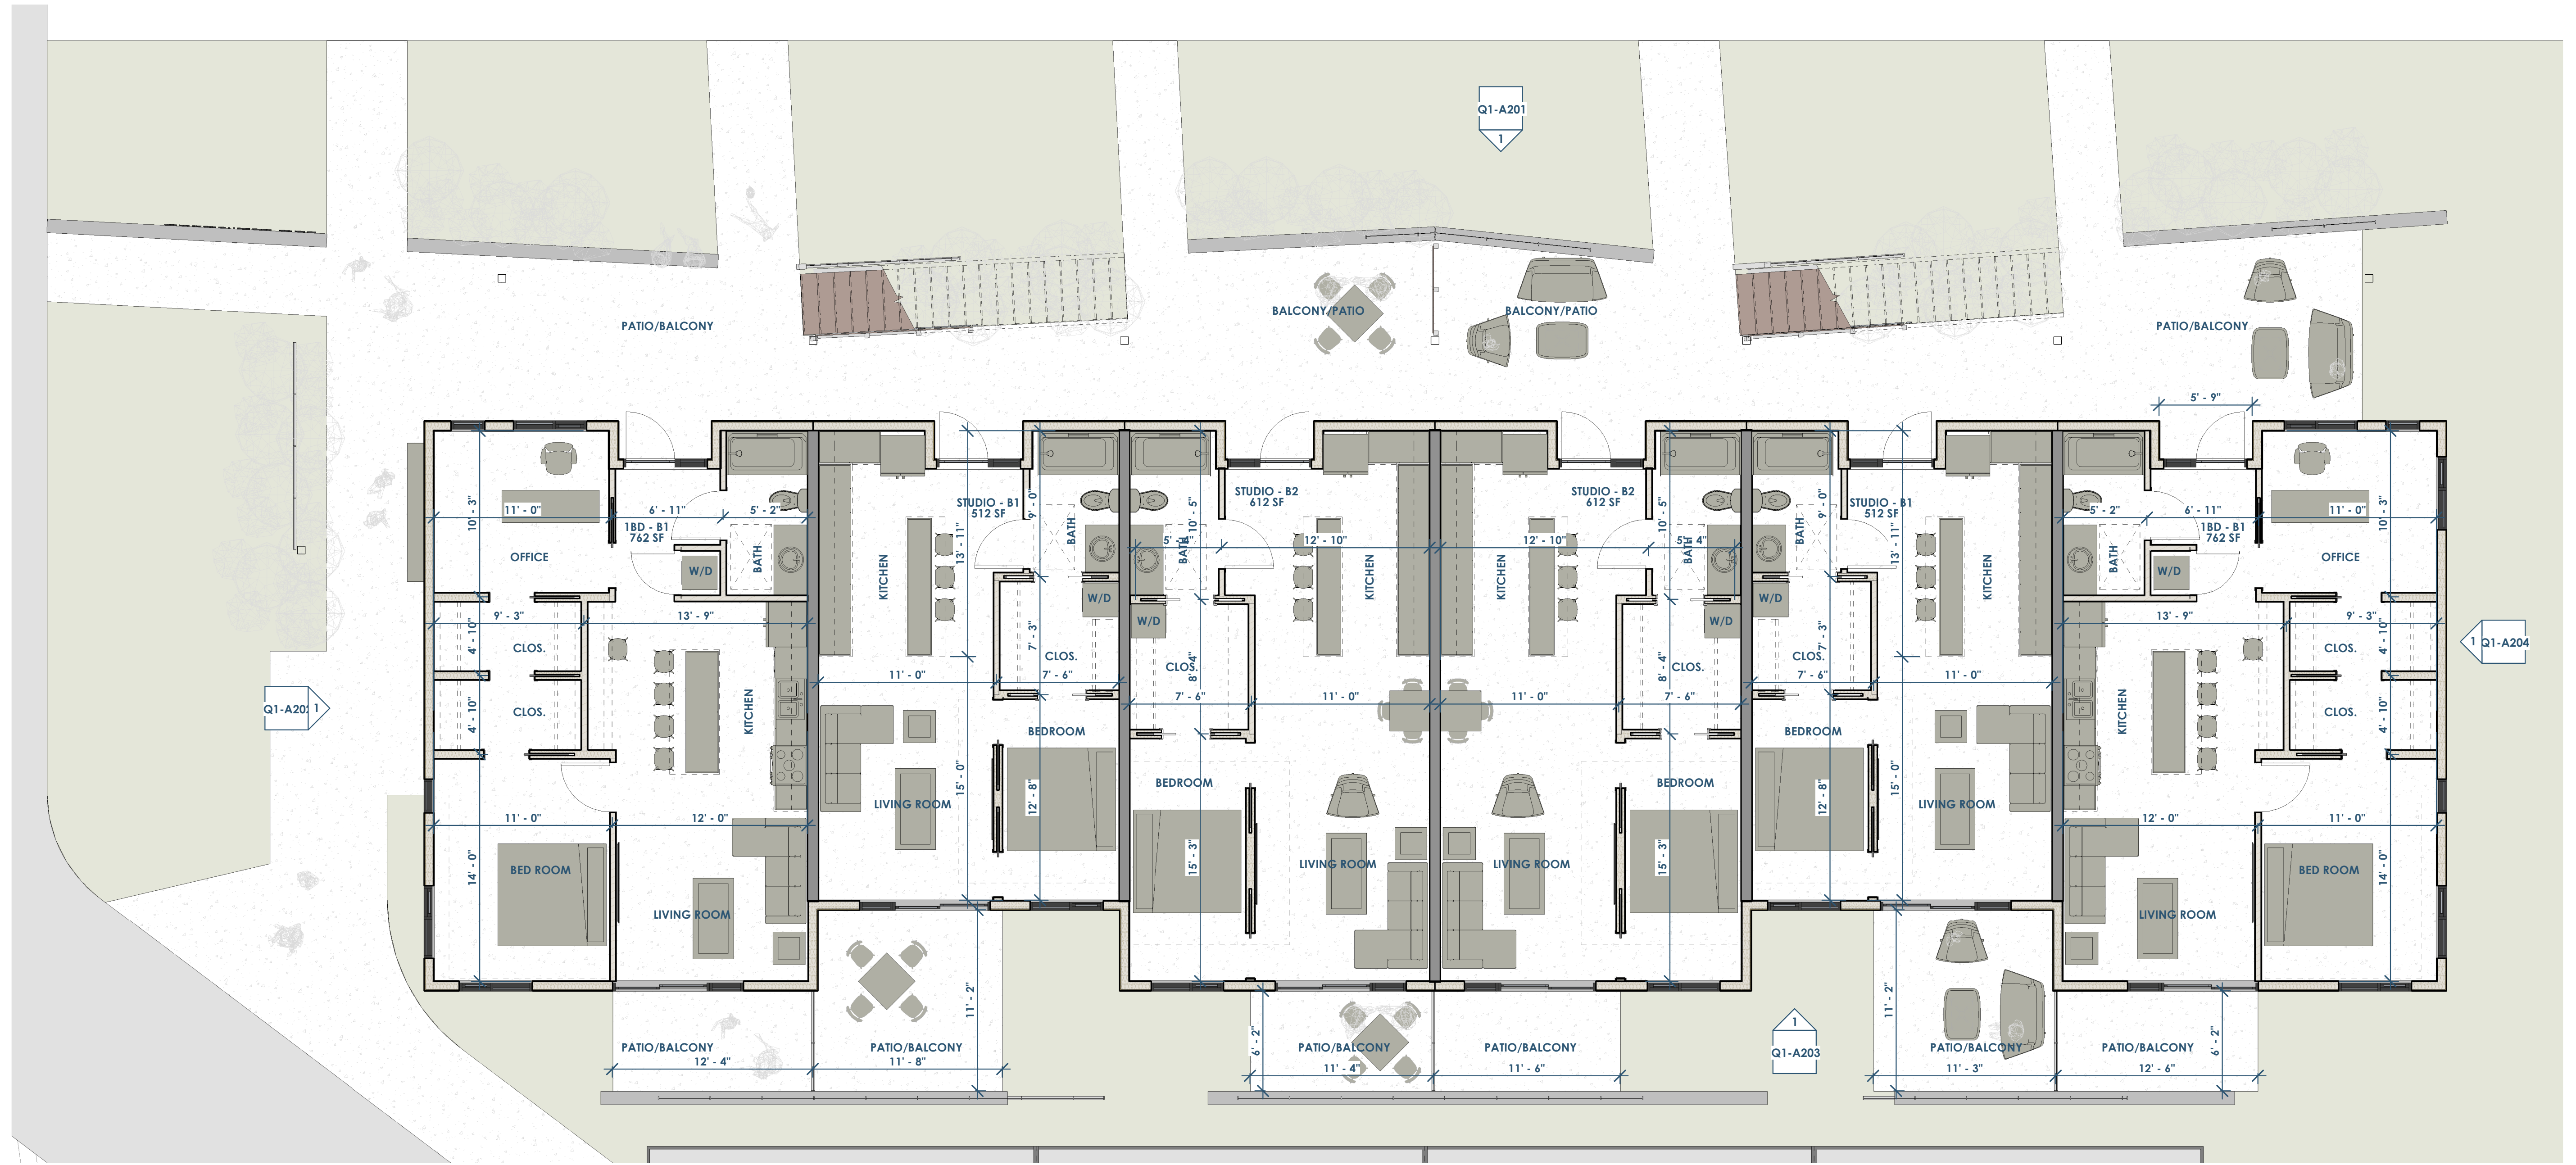 Q1-A201
1
PATIO/BALCONY
BALCONY/PATIO
BALCONY/PATIO
PATIO/BALCONY
5' - 9"
10' - 3"
11' - 0"
6' - 11"
5' - 2"
1BD - B1
762 SF
OFFICE
W/D
BATH
KITCHEN
13' - 11"
STUDIO - B1
512 SF
9' - 0"
BATH
W/D
10' - 5"
BATH
W/D
STUDIO - B2
612 SF
12' - 10"
KITCHEN
KITCHEN
12' - 10"
STUDIO - B2
612 SF
10' - 5"
5' - 4"
BATH
W/D
9' - 0"
BATH
W/D
STUDIO - B1
512 SF
13' - 11"
KITCHEN
5' - 2"
6' - 11"
1BD - B1
762 SF
BATH
W/D
11' - 0"
10' - 3"
OFFICE
9' - 3"
13' - 9"
4' - 10"
CLOS.
4' - 10"
CLOS.
KITCHEN
11' - 0"
7' - 3"
CLOS.
7' - 6"
CLOS.
8' - 4"
7' - 6"
11' - 0"
11' - 0"
8' - 4"
CLOS.
7' - 6"
CLOS.
7' - 3"
7' - 6"
11' - 0"
13' - 9"
9' - 3"
KITCHEN
CLOS.
4' - 10"
CLOS.
4' - 10"
1
Q1-A204
1
11' - 0"
12' - 0"
14' - 0"
BED ROOM
LIVING ROOM
LIVING ROOM
15' - 0"
BEDROOM
12' - 8"
BEDROOM
15' - 3"
LIVING ROOM
LIVING ROOM
15' - 3"
BEDROOM
BEDROOM
12' - 8"
15' - 0"
LIVING ROOM
12' - 0"
11' - 0"
LIVING ROOM
BED ROOM
14' - 0"
PATIO/BALCONY
12' - 4"
PATIO/BALCONY
11' - 8"
11' - 2"
6' - 2"
PATIO/BALCONY
11' - 4"
PATIO/BALCONY
11' - 6"
1
Q1-A203
11' - 2"
PATIO/BALCONY
11' - 3"
PATIO/BALCONY
12' - 6"
6' - 2"